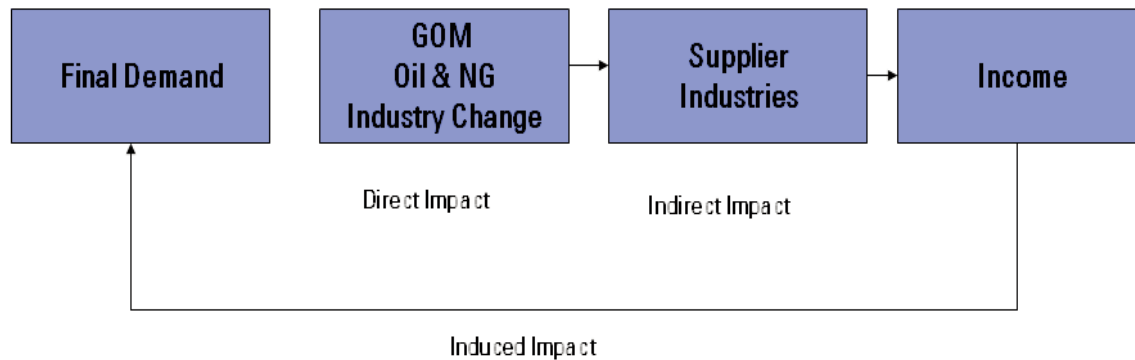 Final Demand
GOM
Oil & NG
Industry Change
Supplier
Industries
Income
Direct Impact
Indirect Impact
Induced Impact